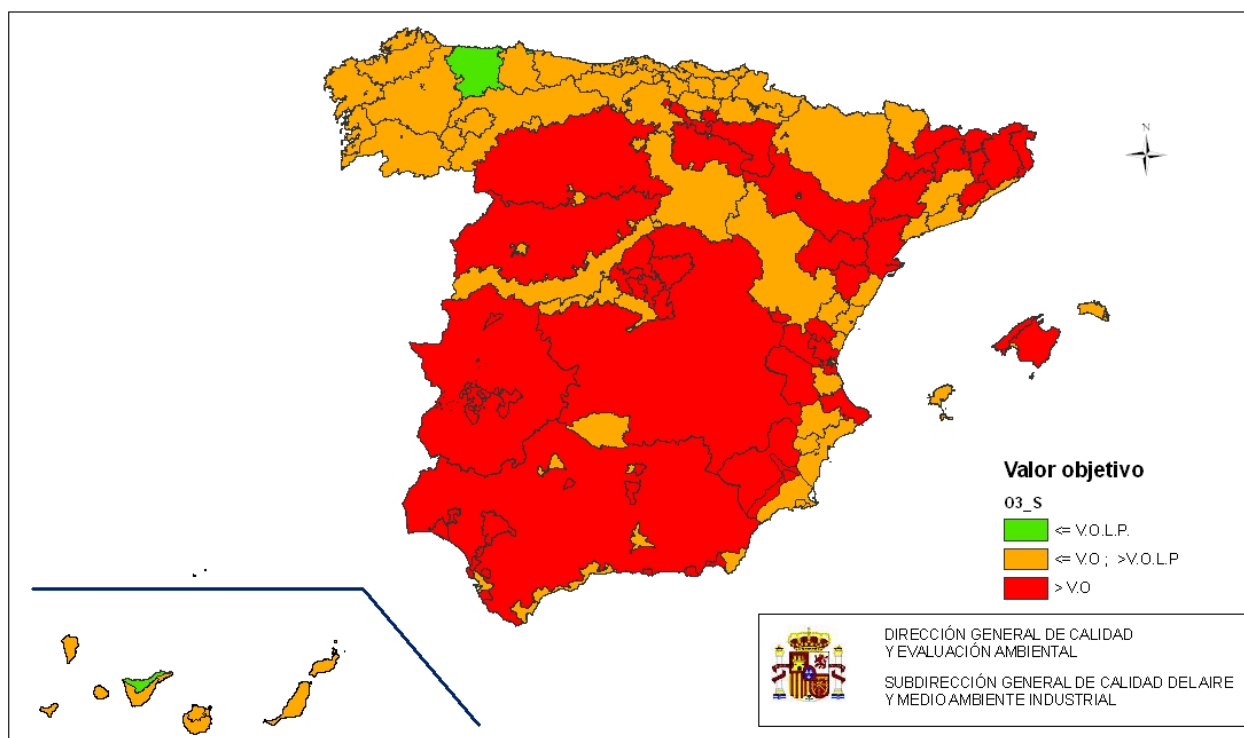 N
Valor objetivo
O3_S
<= V.O.L.P.
<= V.O ; >V.O.L.P
> V.O
DIRECCIÓN GENERAL DE CALIDAD
Y EVALUACIÓN AMBIENTAL
SUBDIRECCIÓN GENERAL DE CALIDAD DEL AIRE
Y MEDIO AMBIENTE INDUSTRIAL